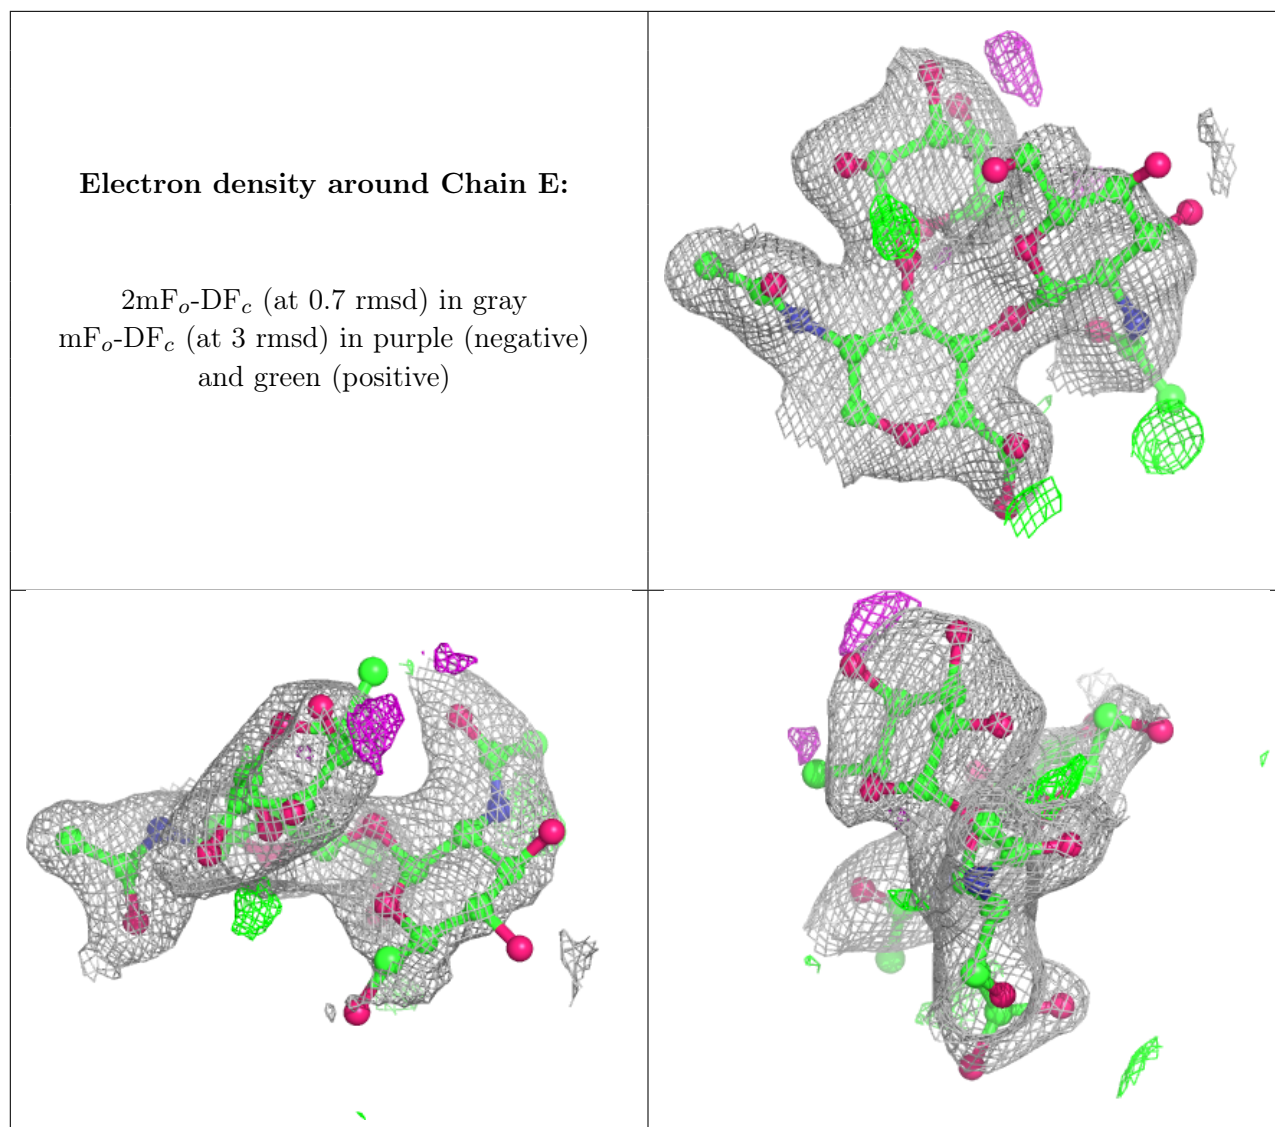 Electron density around Chain E:
2mFo-DFc (at 0.7 rmsd) in gray
mFo-DFc (at 3 rmsd) in purple (negative)
and green (positive)